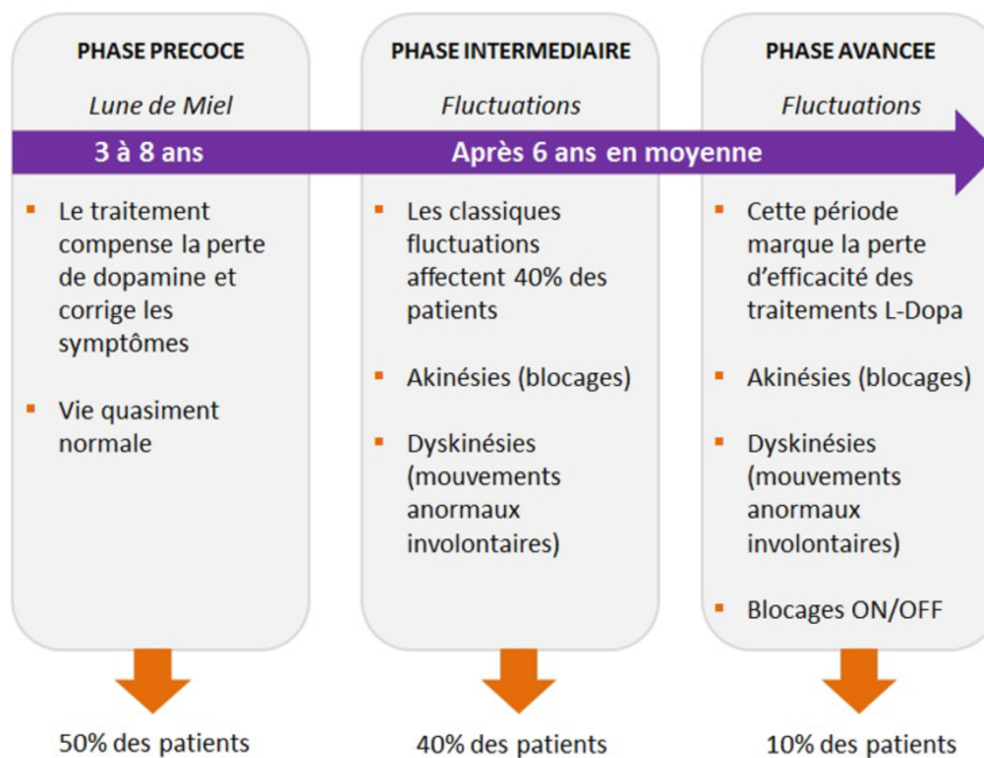 PHASE PRECOCE
Lune de Miel
3 à 8 ans
Le traitement
compense la perte
de dopamine et
corrige les
symptômes
Vie quasiment
normale
50% des patients
PHASE INTERMEDIAIRE
Fluctuations
Après 6 ans en moyenne
Les classiques
fluctuations
affectent 40% des
patients
Akinésies (blocages)
Dyskinésies
(mouvements
anormaux
involontaires)
40% des patients
PHASE AVANCEE
Fluctuations
Cette période
marque la perte
d'efficacité des
traitements L-Dopa
Akinésies (blocages)
Dyskinésies
(mouvements
anormaux
involontaires)
Blocages ON/OFF
10% des patients